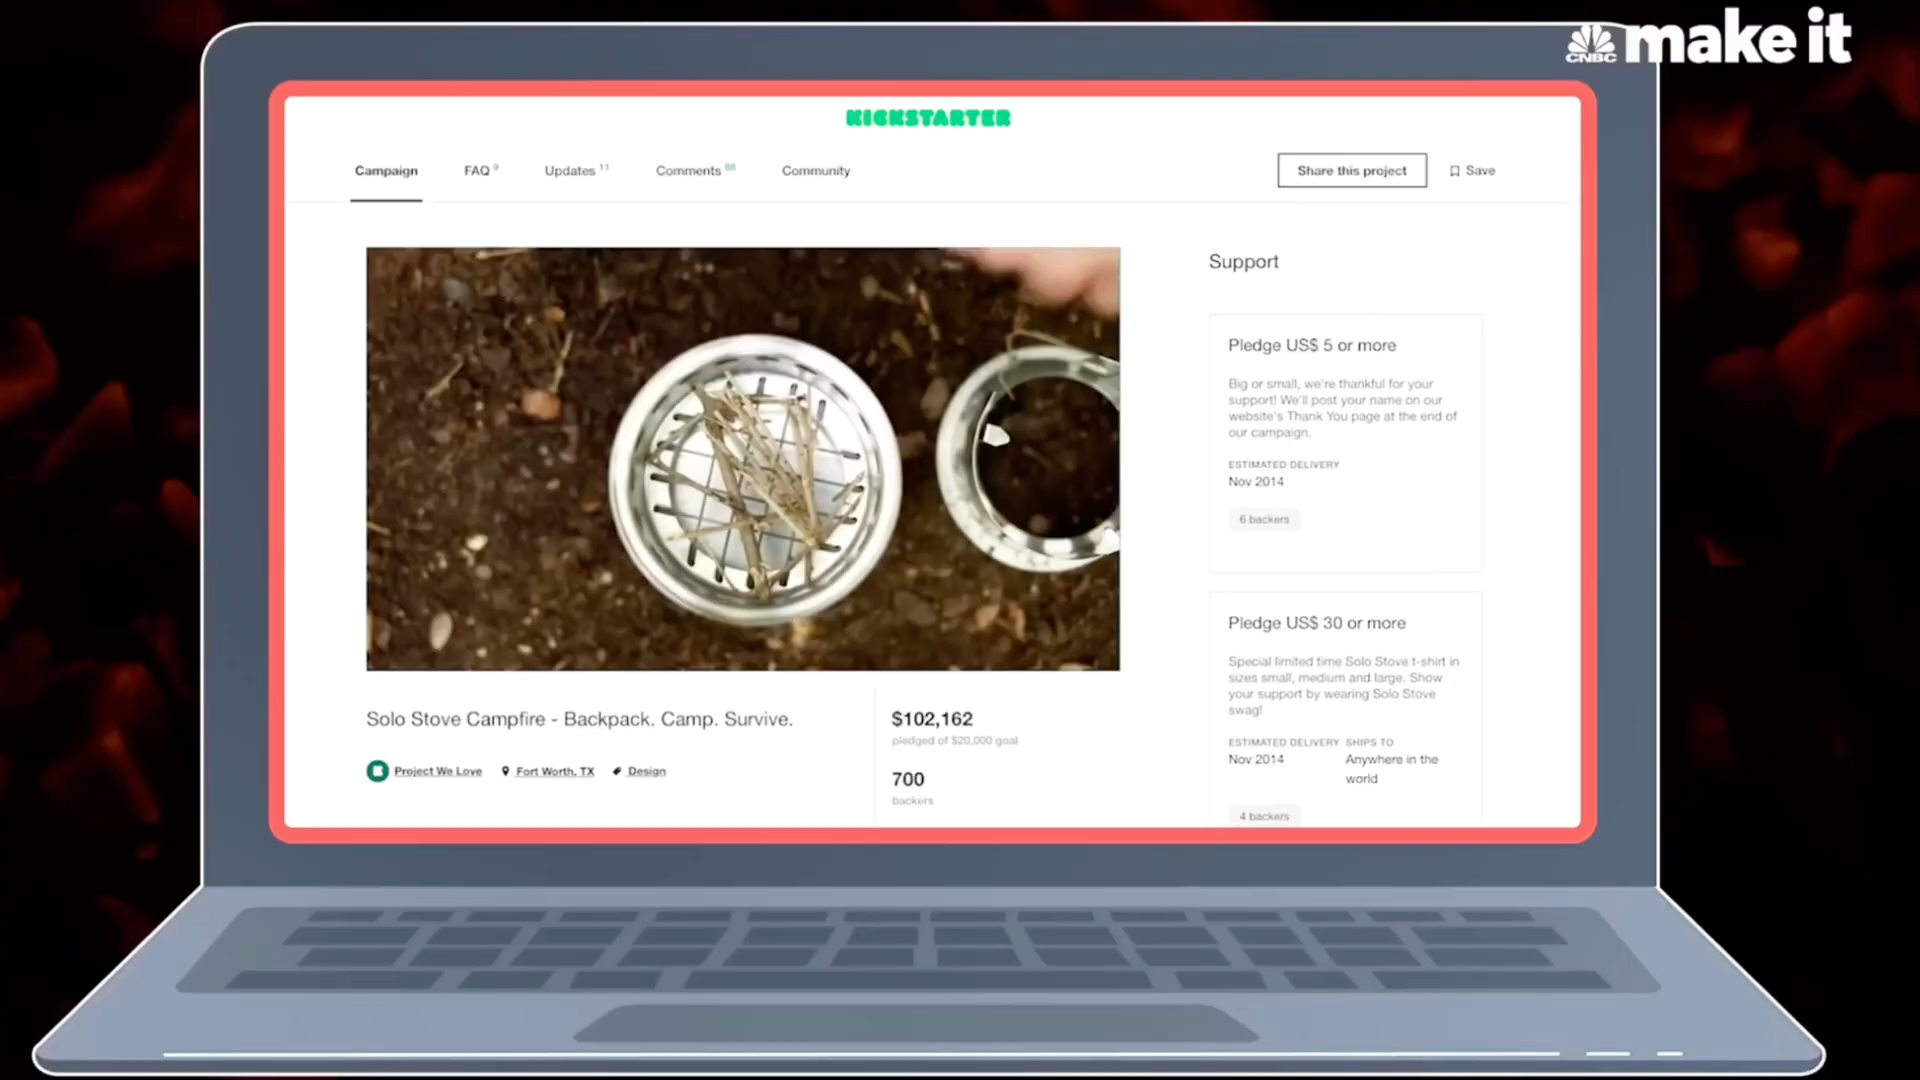 CNBC make it
KICKSTARTER
Campaign FAQ 9 Updates 11 Comments 88 Community Share this project Save
Support
Pledge US$ 5 or more
Big or small, we're thankful for your
support! We'll post your name on our
website's Thank You page at the end of
our campaign.
ESTIMATED DELIVERY
Nov 2014
6 backers
Pledge US$ 30 or more
Special limited time Solo Stove t-shirt in
sizes small, medium and large. Show
your support by wearing Solo Stove
swag!
ESTIMATED DELIVERY SHIPS TO
Nov 2014 Anywhere in the
world
4 backers
Solo Stove Campfire - Backpack. Camp. Survive.
Project We Love Fort Worth, TX Design
$102,162
pledged of $20,000 goal
700
backers